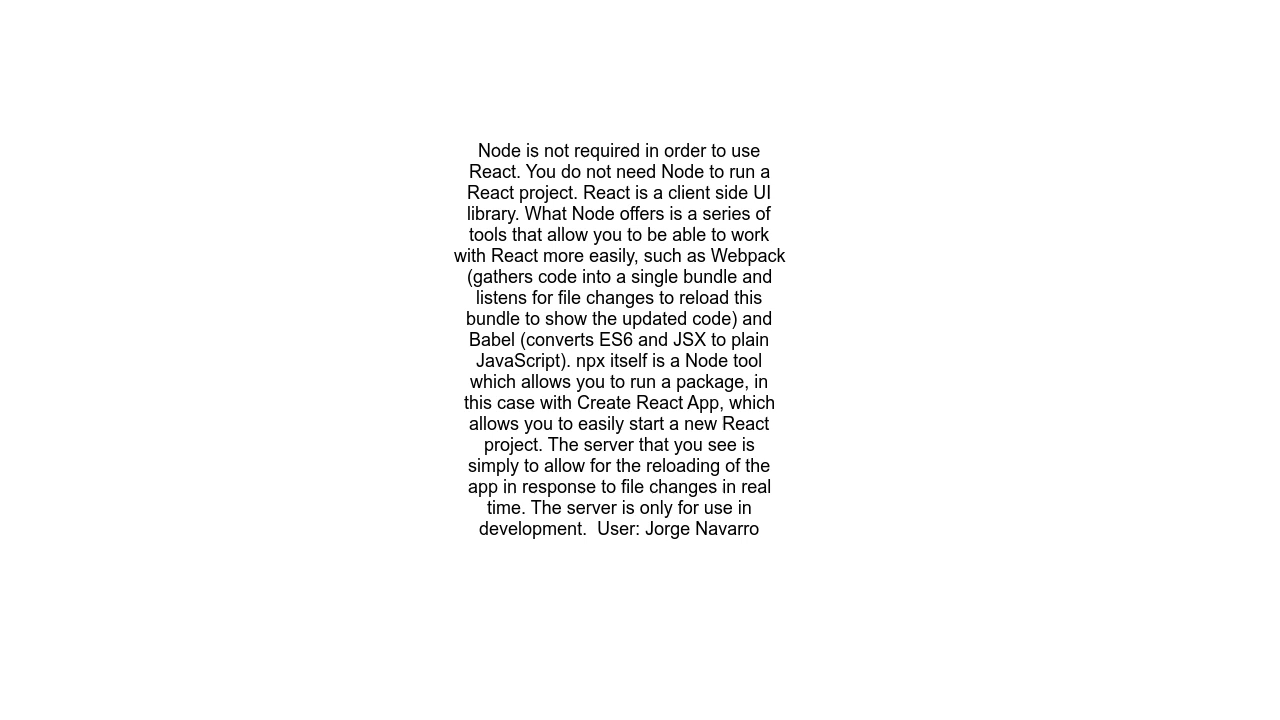 Node is not required in order to use
React. You do not need Node to run a
React project. React is a client side UI
library. What Node offers is a series of
tools that allow you to be able to work
with React more easily, such as Webpack
(gathers code into a single bundle and
listens for file changes to reload this
bundle to show the updated code) and
Babel (converts ES6 and JSX to plain
JavaScript). npx itself is a Node tool
which allows you to run a package, in
this case with Create React App, which
allows you to easily start a new React
project. The server that you see is
simply to allow for the reloading of the
app in response to file changes in real
time. The server is only for use in
development.  User: Jorge Navarro